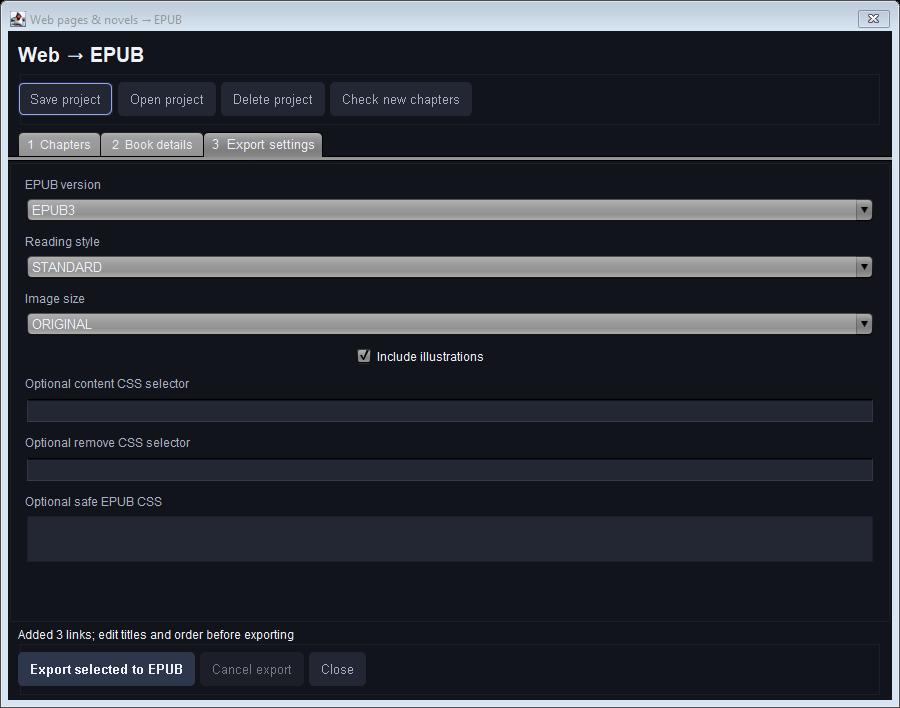 Web pages & novels → EPUB
Web → EPUB
Save project Open project Delete project Check new chapters
1 Chapters 2 Book details 3 Export settings
EPUB version
EPUB3
Reading style
STANDARD
Image size
ORIGINAL
Include illustrations
Optional content CSS selector
Optional remove CSS selector
Optional safe EPUB CSS
Added 3 links; edit titles and order before exporting
Export selected to EPUB Cancel export Close